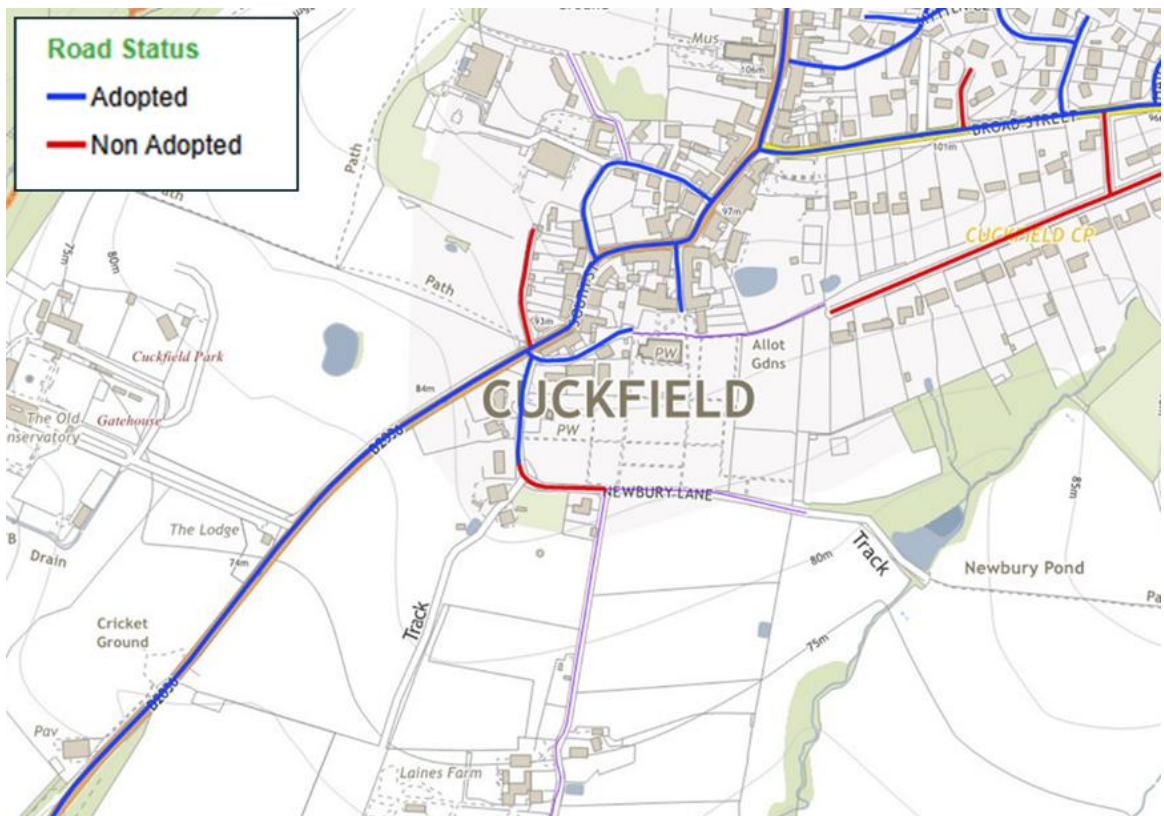 Road Status
Adopted
Non Adopted
Mus
106m
BROAD STREET
101m
96m
Path
Path
Path
75m
80m
97m
CUCKFIELD CP
SOUTH ST
93m
Cuckfield Park
PW
Allot
Gdns
84m
CUCKFIELD
Gatehouse
The Old
onservatory
B2036
PW
NEWBURY LANE
85m
The Lodge
Drain
74m
80m
Track
Newbury Pond
Track
Cricket
Ground
75m
B2036
Pav
Laines Farm